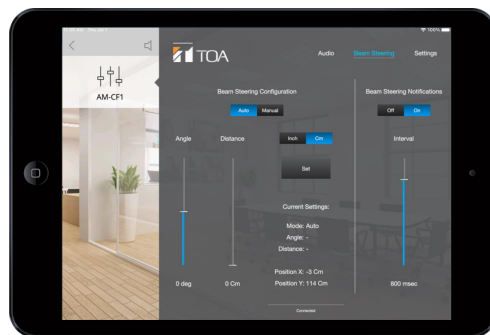 100%
AM-CF1
TOA
Audio
Beam Steering
Settings
Beam Steering Configuration
Auto
Manual
Beam Steering Notifications
Off
On
Angle
Distance
Inch
Cm
Interval
Set
Current Settings:
Mode: Auto
Angle: -
Distance: -
Position X: -3 Cm
Position Y: 114 Cm
0 deg
0 Cm
800 msec
Connected